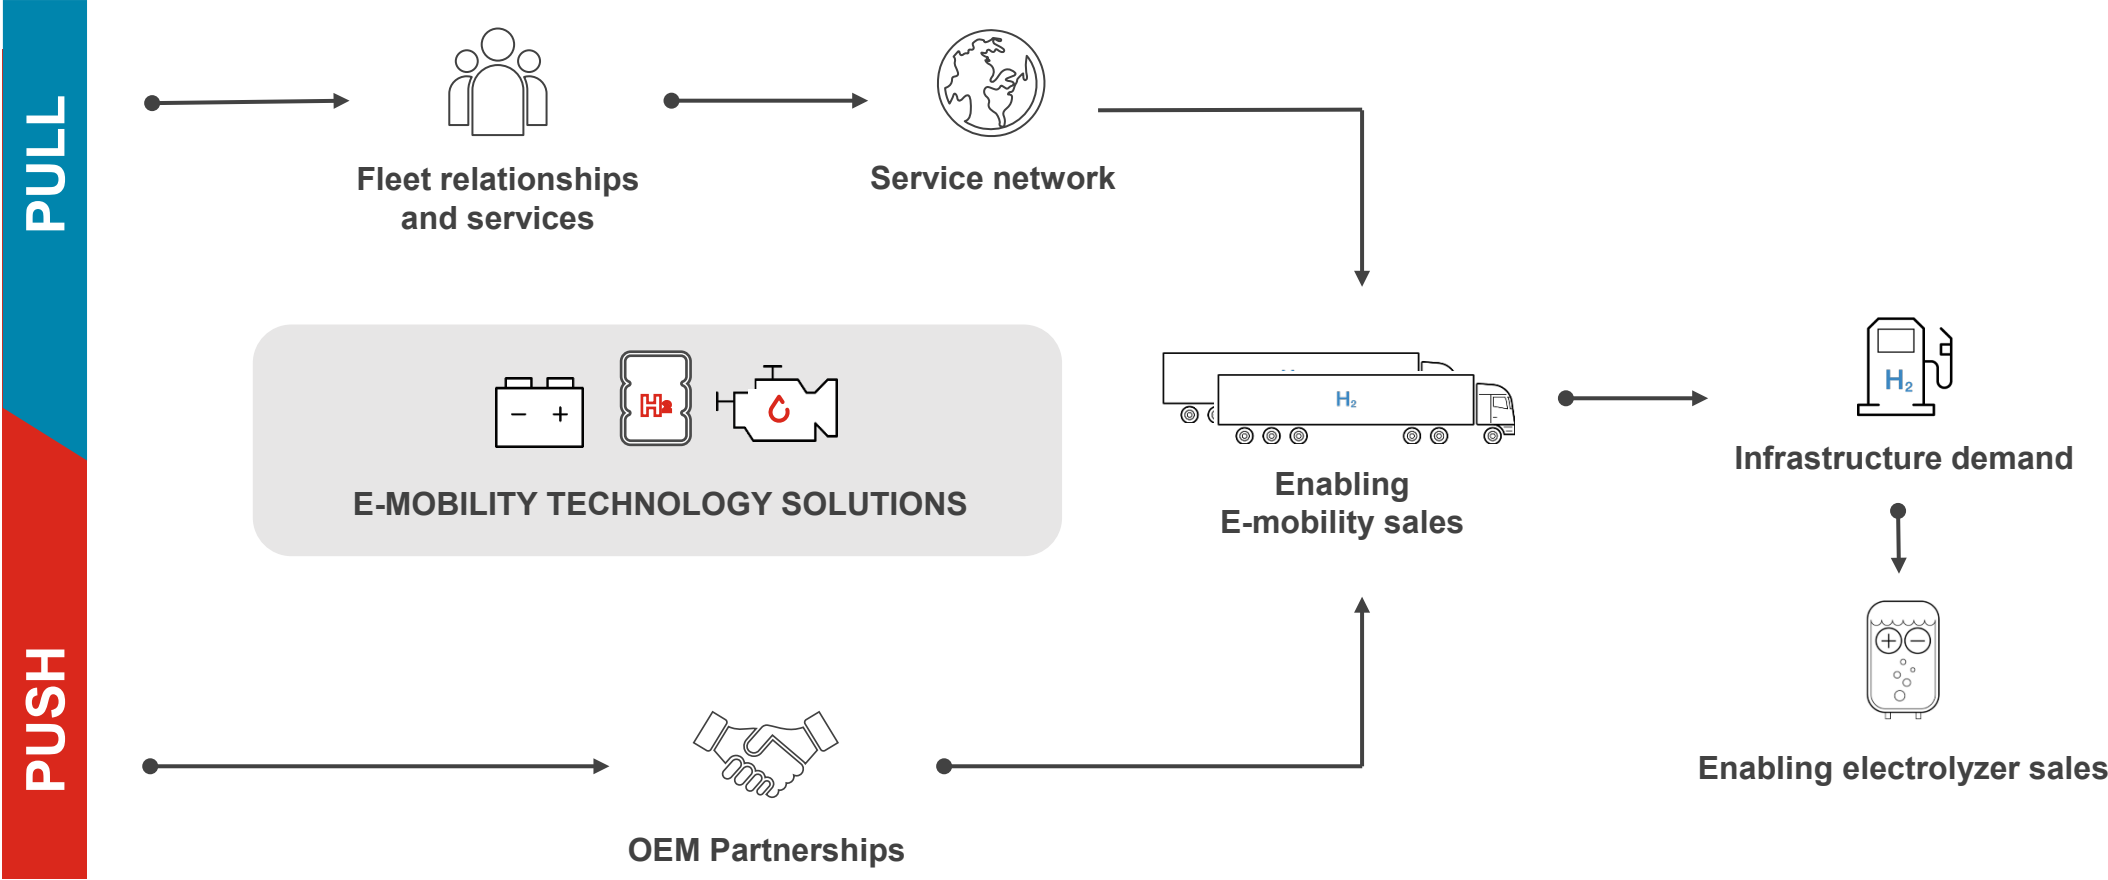 PULL
Fleet relationships
and services
Service network
H2
E-MOBILITY TECHNOLOGY SOLUTIONS
H2
Enabling
E-mobility sales
H2
Infrastructure demand
PUSH
OEM Partnerships
Enabling electrolyzer sales